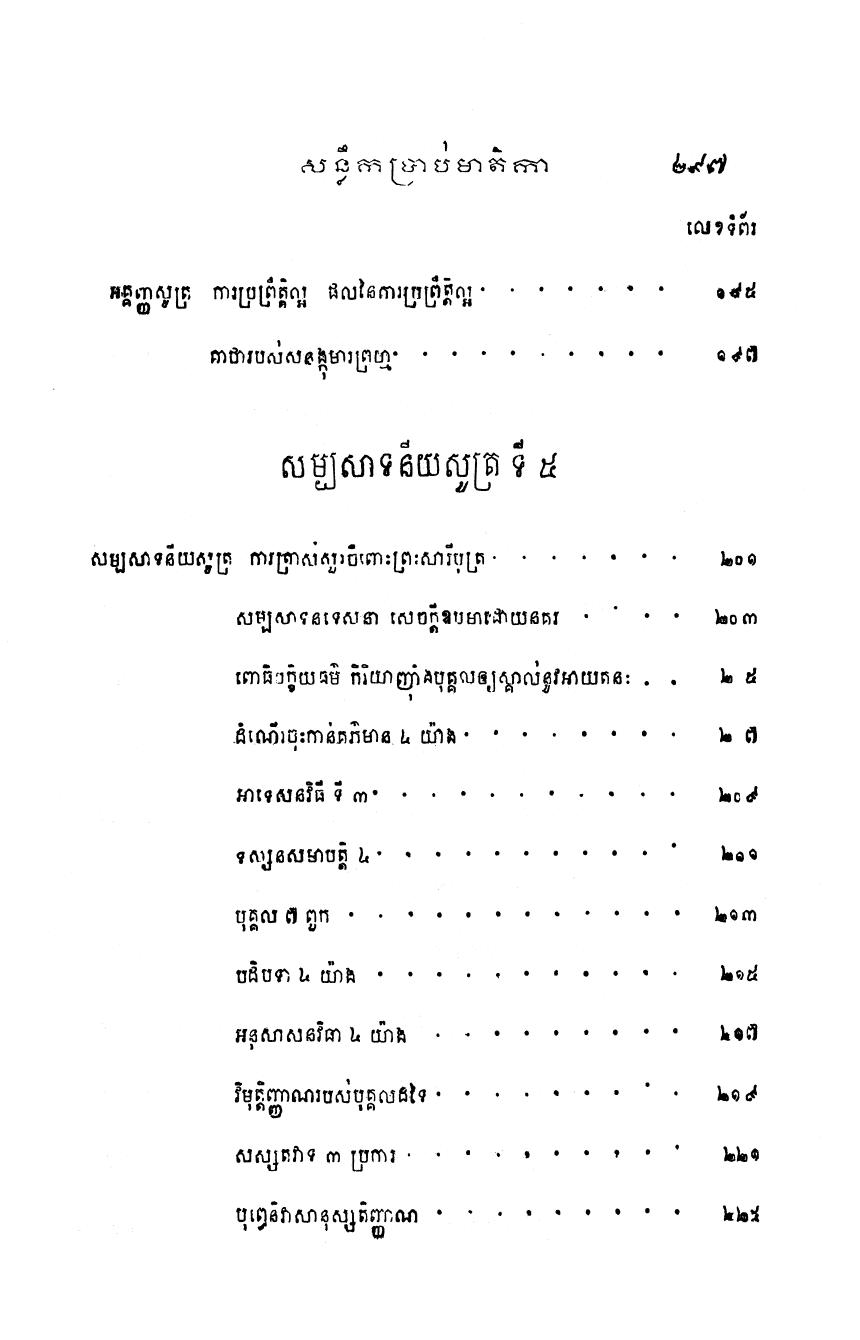 សន្លឹកប្រាប់មាតិកា ២៩៧
លេខទំព័រ
អគ្គញ្ញសូត្រ ការប្រព្រឹត្តិល្អ ផលនៃការប្រព្រឹត្តិល្អ · · · · · · · ១៩៥
គាថារបស់សនង្កុមារព្រហ្ម · · · · · · · · · · ១៩៧
សម្បសាទនីយសូត្រ ទី ៥
សម្បសាទនីយសូត្រ ការត្រាស់សួរចំពោះព្រះសារីបុត្រ · · · · · · · ២០១
សម្បសាទនទេសនា សេចក្តីឧបមាដោយនគរ · · · · ២០៣
ពោធិបក្ខិយធម៌ កិរិយាញ៉ាំងបុគ្គលឲ្យស្គាល់នូវអាយតនៈ . . ២ ៥
ដំណើរចុះកាន់គភ៌មាន ៤ យ៉ាង · · · · · · · · ២ ៧
អាទេសនវិធី ទី ៣ · · · · · · · · · · · ២០៩
ទស្សនសមាបត្តិ ៤ · · · · · · · · · · · ២១១
បុគ្គល ៧ ពួក · · · · · · · · · · · · ២១៣
បដិបទា ៤ យ៉ាង · · · · · · · · · · · ២១៥
អនុសាសនវិធា ៤ យ៉ាង · · · · · · · · · ២១៧
វិមុត្តិញ្ញាណរបស់បុគ្គលដទៃ · · · · · · · · · ២១៩
សស្សតវាទ ៣ ប្រការ · · · · · · · · · · ២២១
បុព្វេនិវាសានុស្សតិញ្ញាណ · · · · · · · · · ២២៥